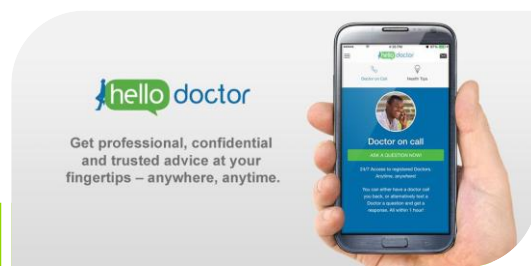 hello doctor
Get professional, confidential
and trusted advice at your
fingertips – anywhere, anytime.
hello doctor
Doctor on Call
Health Tips
Doctor on call
ASK A QUESTION NOW!
24/7 Access to registered Doctors.
Anytime, anywhere!
You can either have a doctor call
you back, or alternatively text a
Doctor a question and get a
response. All within 1 hour!